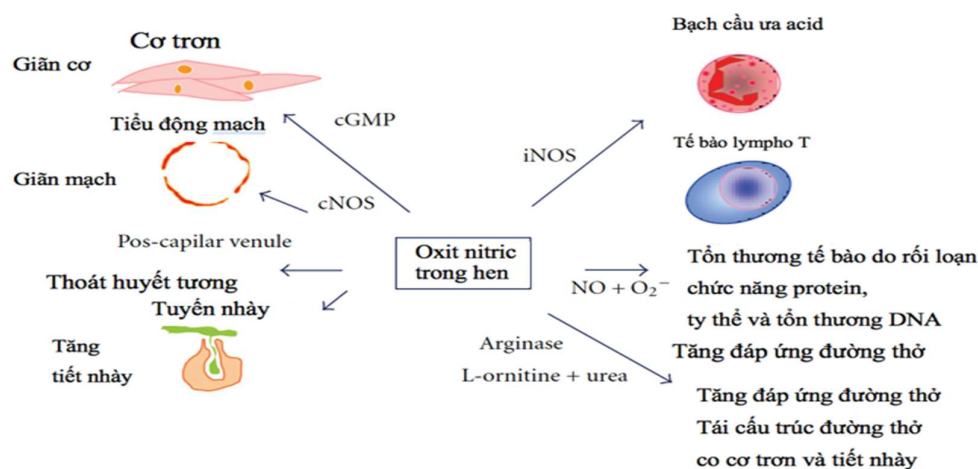 Cơ trơn
Giãn cơ
Tiểu động mạch
Giãn mạch
cGMP
cNOS
Pos-capilar venule
Thoát huyết tương
Tuyến nhày
Tăng
tiết nhày
Oxit nitric
trong hen
Bạch cầu ưa acid
iNOS
Tế bào lympho T
NO + O₂⁻
Tổn thương tế bào do rối loạn
chức năng protein,
ty thể và tổn thương DNA
Tăng đáp ứng đường thở
Arginase
L-ornitine + urea
Tăng đáp ứng đường thở
Tái cấu trúc đường thở
co cơ trơn và tiết nhày